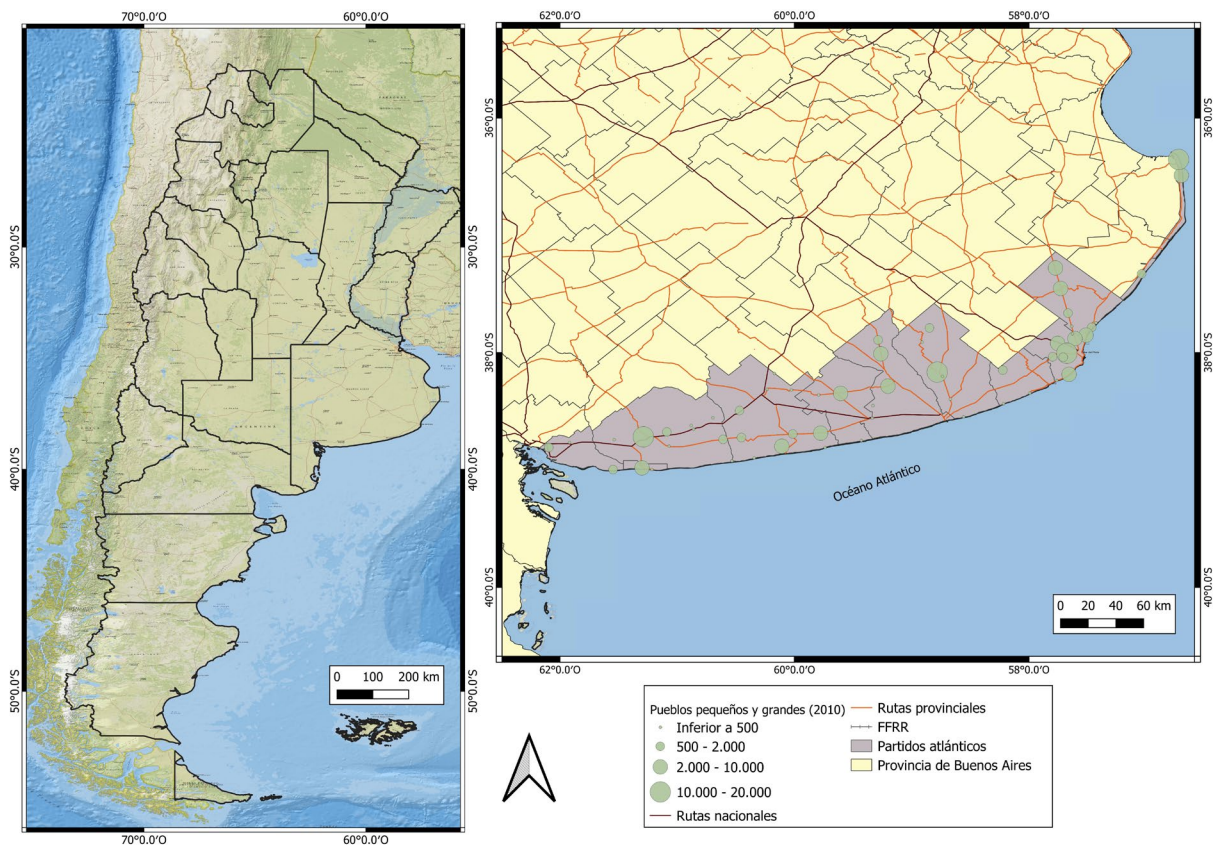 70°0.0'O 60°0.0'O
62°0.0'O 60°0.0'O 58°0.0'O
30°0.0'S
40°0.0'S
50°0.0'S
30°0.0'S
40°0.0'S
50°0.0'S
0 100 200 km
70°0.0'O 60°0.0'O
36°0.0'S
38°0.0'S
40°0.0'S
36°0.0'S
38°0.0'S
40°0.0'S
Océano Atlántico
0 20 40 60 km
62°0.0'O 60°0.0'O 58°0.0'O
Pueblos pequeños y grandes (2010)
Inferior a 500
500 - 2.000
2.000 - 10.000
10.000 - 20.000
Rutas nacionales
Rutas provinciales
FFRR
Partidos atlánticos
Provincia de Buenos Aires